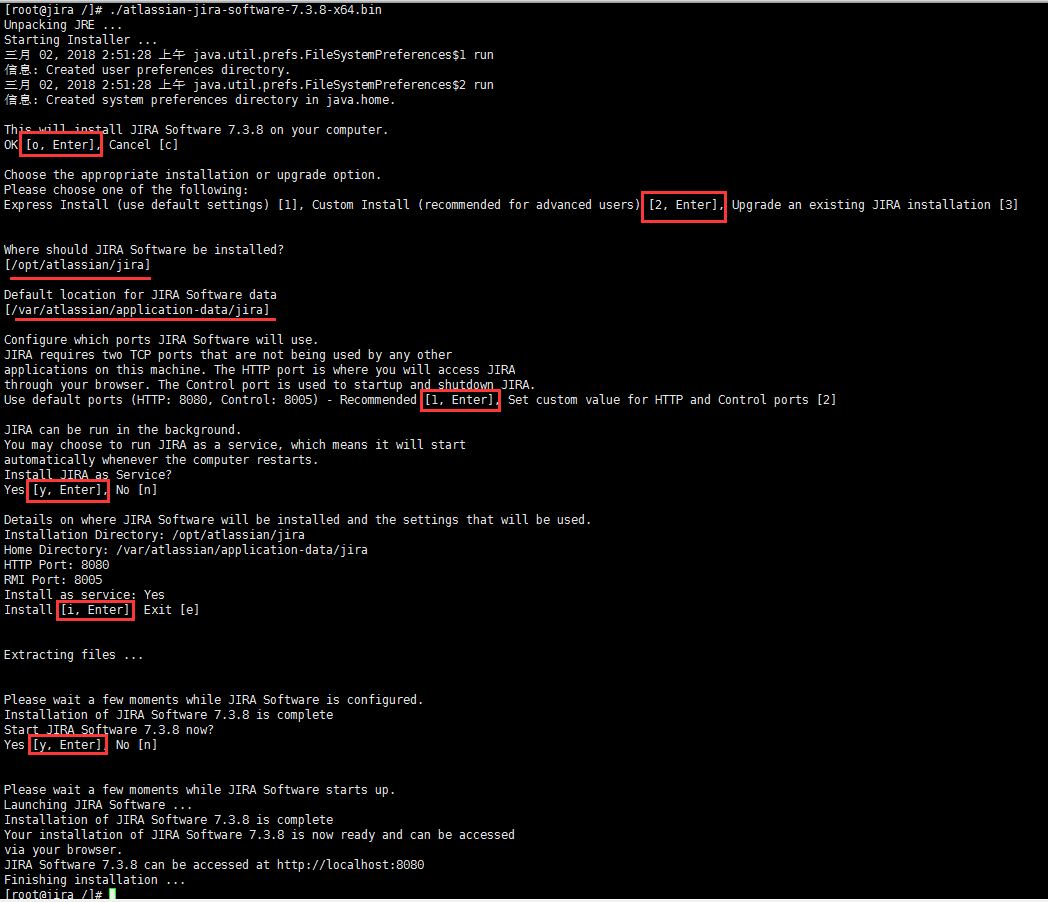 [root@jira /]# ./atlassian-jira-software-7.3.8-x64.bin
Unpacking JRE ...
Starting Installer ...
三月 02, 2018 2:51:28 上午 java.util.prefs.FileSystemPreferences$1 run
信息: Created user preferences directory.
三月 02, 2018 2:51:28 上午 java.util.prefs.FileSystemPreferences$2 run
信息: Created system preferences directory in java.home.
This will install JIRA Software 7.3.8 on your computer.
OK [o, Enter], Cancel [c]
Choose the appropriate installation or upgrade option.
Please choose one of the following:
Express Install (use default settings) [1], Custom Install (recommended for advanced users) [2, Enter], Upgrade an existing JIRA installation [3]
Where should JIRA Software be installed?
[/opt/atlassian/jira]
Default location for JIRA Software data
[/var/atlassian/application-data/jira]
Configure which ports JIRA Software will use.
JIRA requires two TCP ports that are not being used by any other
applications on this machine. The HTTP port is where you will access JIRA
through your browser. The Control port is used to startup and shutdown JIRA.
Use default ports (HTTP: 8080, Control: 8005) - Recommended [1, Enter], Set custom value for HTTP and Control ports [2]
JIRA can be run in the background.
You may choose to run JIRA as a service, which means it will start
automatically whenever the computer restarts.
Install JIRA as Service?
Yes [y, Enter], No [n]
Details on where JIRA Software will be installed and the settings that will be used.
Installation Directory: /opt/atlassian/jira
Home Directory: /var/atlassian/application-data/jira
HTTP Port: 8080
RMI Port: 8005
Install as service: Yes
Install [i, Enter] Exit [e]
Extracting files ...
Please wait a few moments while JIRA Software is configured.
Installation of JIRA Software 7.3.8 is complete
Start JIRA Software 7.3.8 now?
Yes [y, Enter], No [n]
Please wait a few moments while JIRA Software starts up.
Launching JIRA Software ...
Installation of JIRA Software 7.3.8 is complete
Your installation of JIRA Software 7.3.8 is now ready and can be accessed
via your browser.
JIRA Software 7.3.8 can be accessed at http://localhost:8080
Finishing installation ...
[root@jira /]#